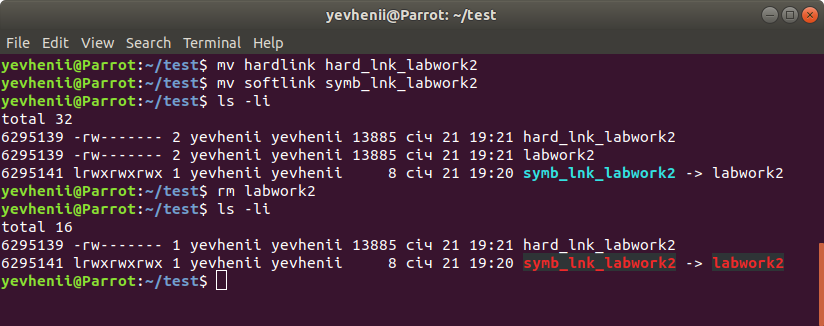 yevhenii@Parrot: ~/test
File Edit View Search Terminal Help
yevhenii@Parrot:~/test$ mv hardlink hard_lnk_labwork2
yevhenii@Parrot:~/test$ mv softlink symb_lnk_labwork2
yevhenii@Parrot:~/test$ ls -li
total 32
6295139 -rw------- 2 yevhenii yevhenii 13885 січ 21 19:21 hard_lnk_labwork2
6295139 -rw------- 2 yevhenii yevhenii 13885 січ 21 19:21 labwork2
6295141 lrwxrwxrwx 1 yevhenii yevhenii     8 січ 21 19:20 symb_lnk_labwork2 -> labwork2
yevhenii@Parrot:~/test$ rm labwork2
yevhenii@Parrot:~/test$ ls -li
total 16
6295139 -rw------- 1 yevhenii yevhenii 13885 січ 21 19:21 hard_lnk_labwork2
6295141 lrwxrwxrwx 1 yevhenii yevhenii     8 січ 21 19:20 symb_lnk_labwork2 -> labwork2
yevhenii@Parrot:~/test$